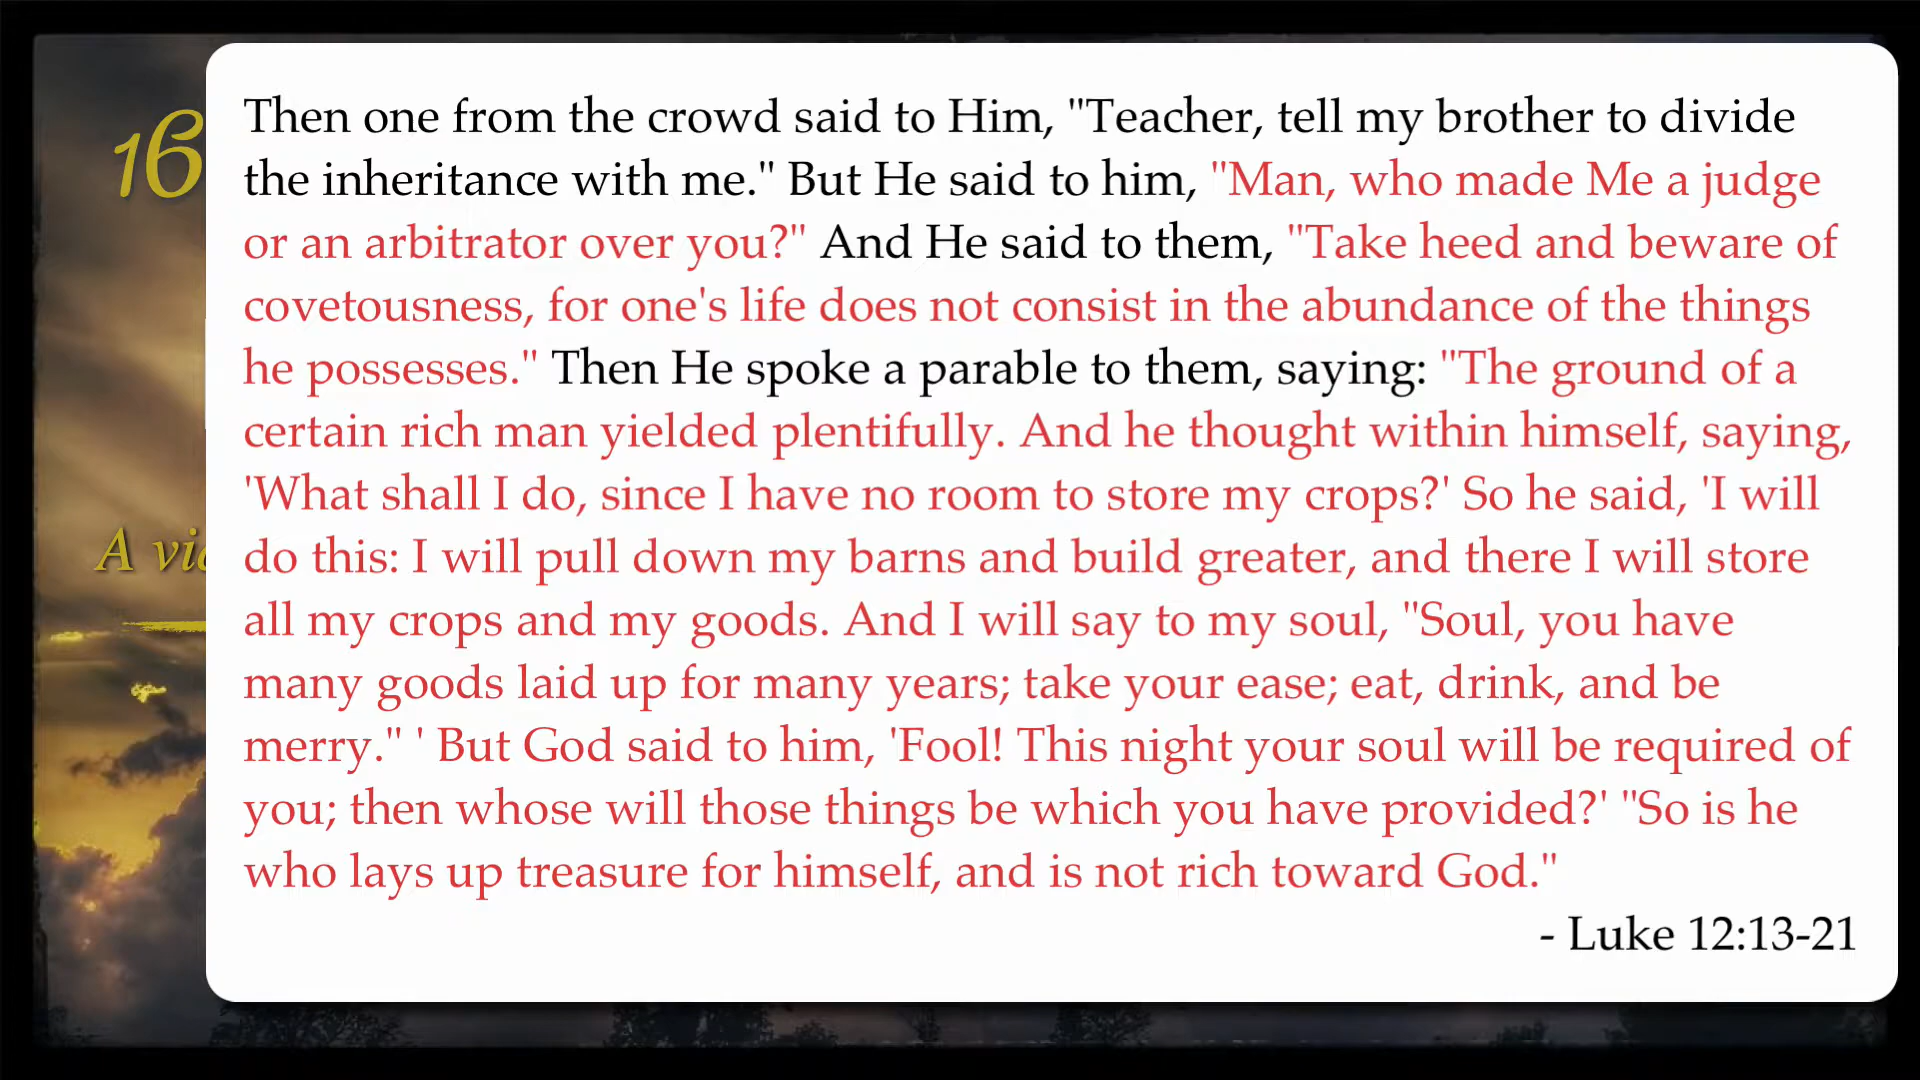 16
A vi
Then one from the crowd said to Him, "Teacher, tell my brother to divide
the inheritance with me." But He said to him, "Man, who made Me a judge
or an arbitrator over you?" And He said to them, "Take heed and beware of
covetousness, for one's life does not consist in the abundance of the things
he possesses." Then He spoke a parable to them, saying: "The ground of a
certain rich man yielded plentifully. And he thought within himself, saying,
'What shall I do, since I have no room to store my crops?' So he said, 'I will
do this: I will pull down my barns and build greater, and there I will store
all my crops and my goods. And I will say to my soul, "Soul, you have
many goods laid up for many years; take your ease; eat, drink, and be
merry." ' But God said to him, 'Fool! This night your soul will be required of
you; then whose will those things be which you have provided?' "So is he
who lays up treasure for himself, and is not rich toward God."
- Luke 12:13-21